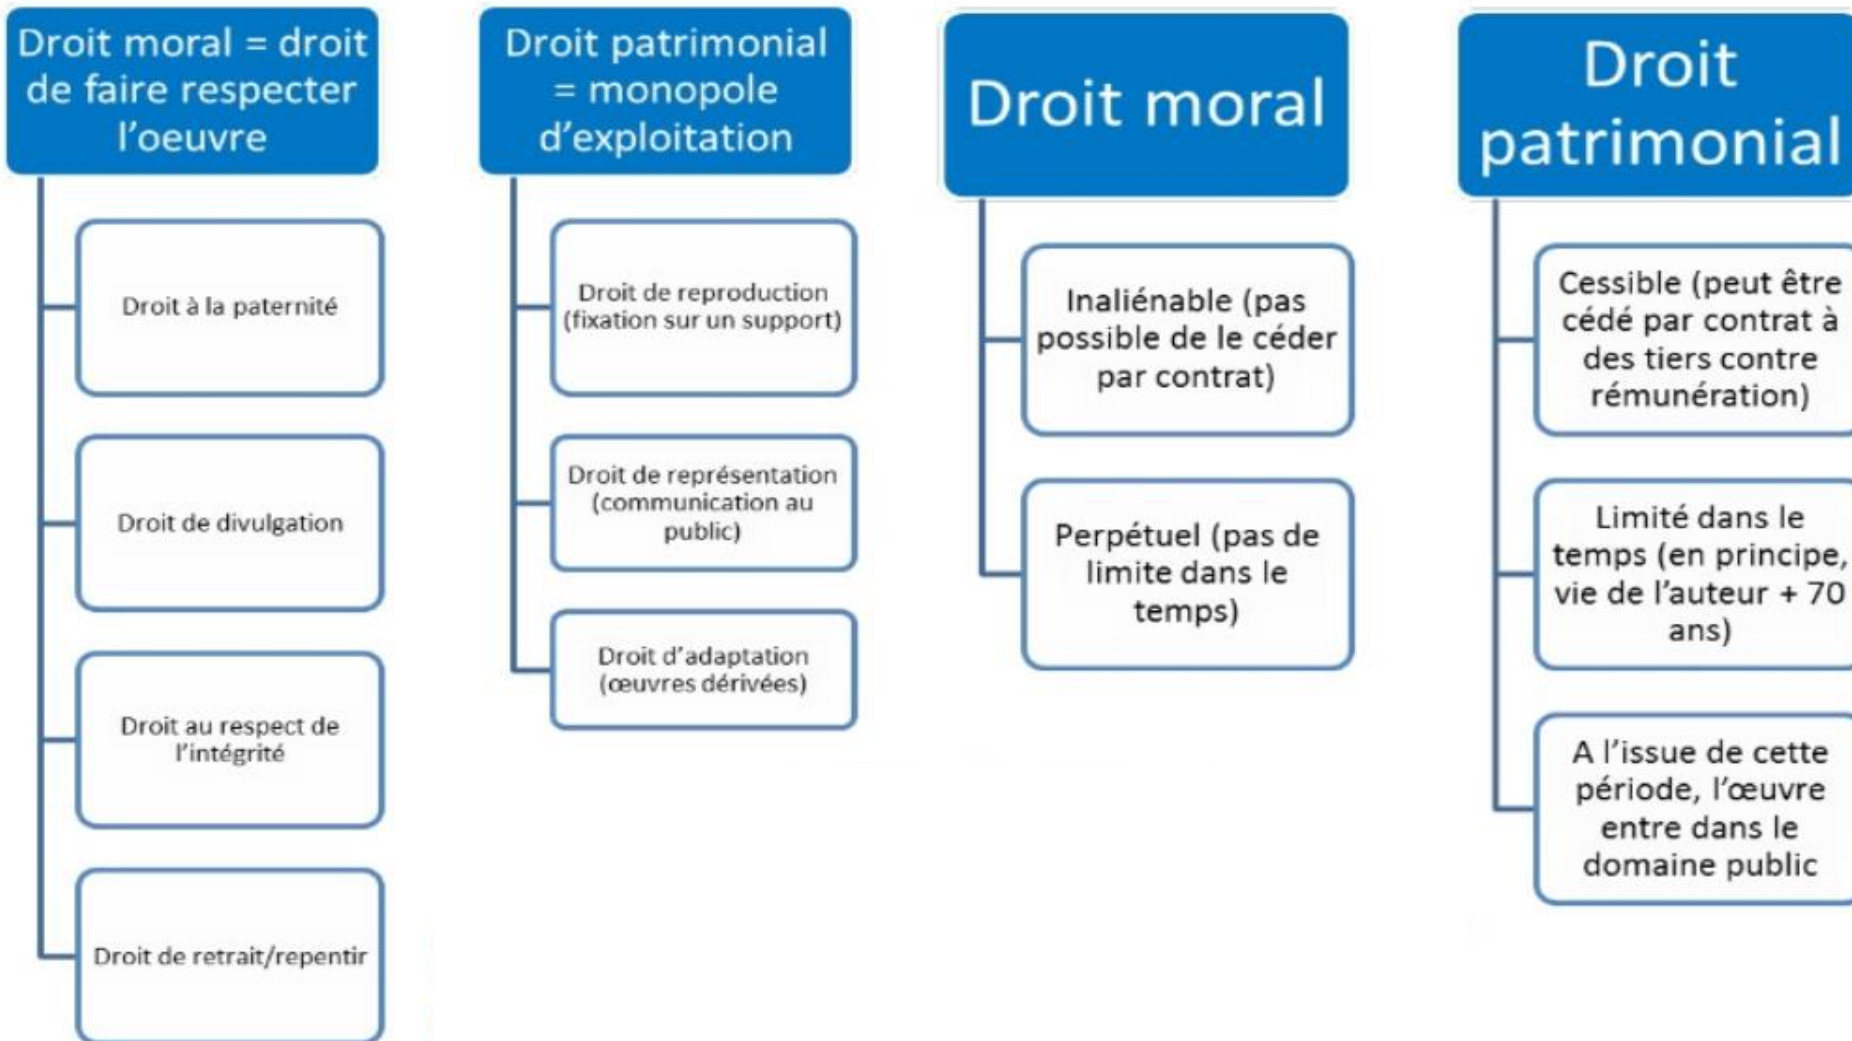 Droit moral = droit
de faire respecter
l'oeuvre
Droit à la paternité
Droit de divulgation
Droit au respect de
l'intégrité
Droit de retrait/repentir
Droit patrimonial
= monopole
d'exploitation
Droit de reproduction
(fixation sur un support)
Droit de représentation
(communication au
public)
Droit d'adaptation
(œuvres dérivées)
Droit moral
Inaliénable (pas
possible de le céder
par contrat)
Perpétuel (pas de
limite dans le
temps)
Droit
patrimonial
Cessible (peut être
cédé par contrat à
des tiers contre
rémunération)
Limité dans le
temps (en principe,
vie de l'auteur + 70
ans)
A l'issue de cette
période, l'œuvre
entre dans le
domaine public